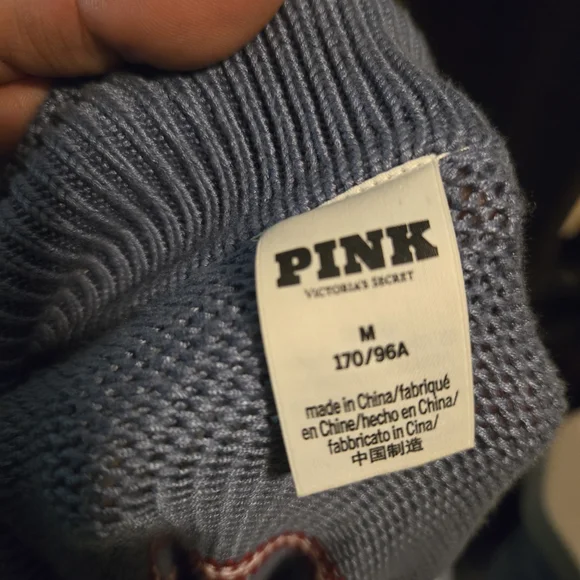 PINK
VICTORIA'S SECRET
M
170/96A
made in China/fabriqué
en Chine/hecho en China/
fabbricato in Cina/
中国制造